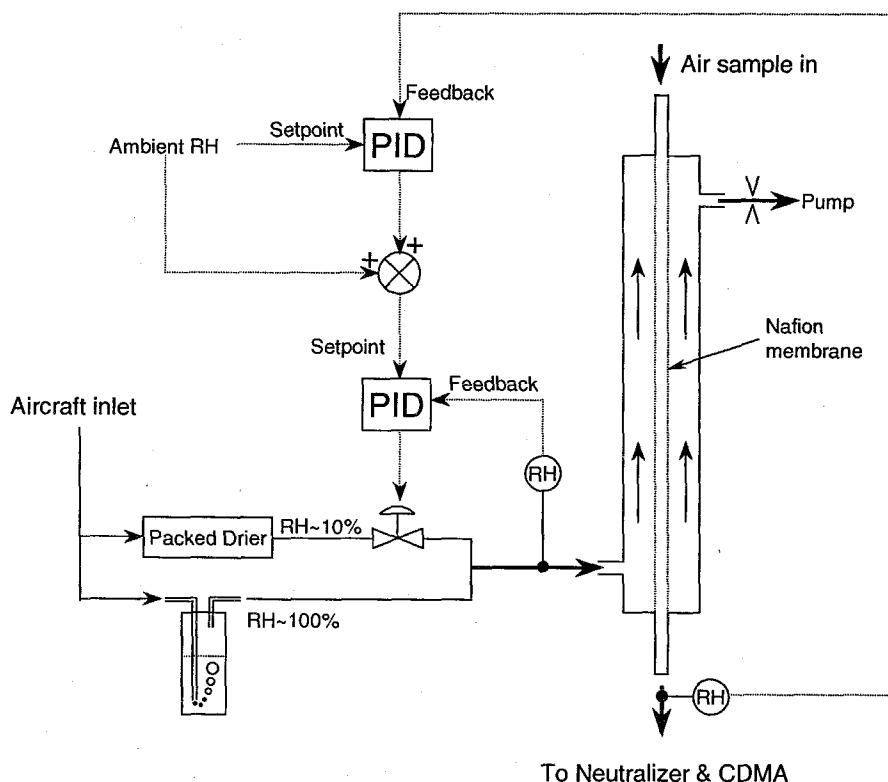 Air sample in
Feedback
Setpoint
PID
Ambient RH
Pump
+
+
Nafion
membrane
Setpoint
Feedback
PID
Aircraft inlet
RH
Packed Drier
RH~10%
RH~100%
RH
To Neutralizer & CDMA